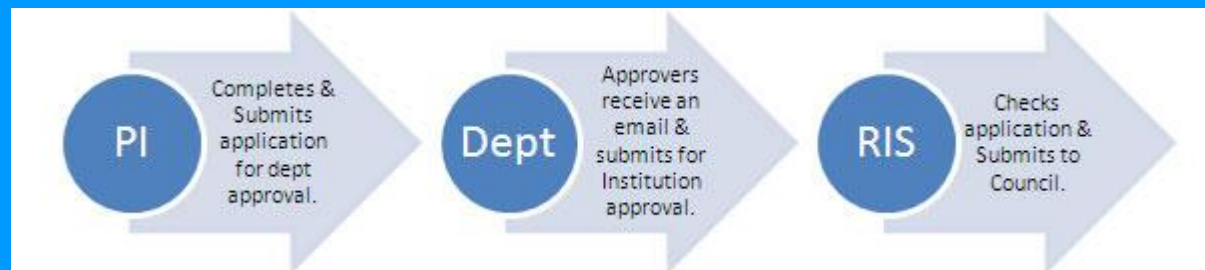 PI
Completes &
Submits
application
for dept
approval.
Dept
Approvers
receive an
email &
submits for
Institution
approval.
RIS
Checks
application &
Submits to
Council.